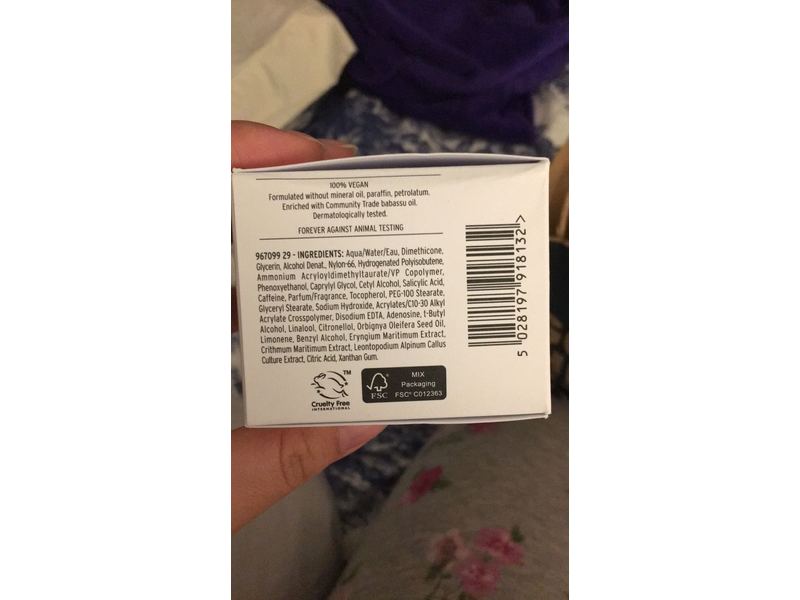 100% VEGAN
Formulated without mineral oil, paraffin, petrolatum.
Enriched with Community Trade babassu oil.
Dermatologically tested.
FOREVER AGAINST ANIMAL TESTING
967099 29 - INGREDIENTS: Aqua/Water/Eau, Dimethicone,
Glycerin, Alcohol Denat., Nylon-66, Hydrogenated Polyisobutene,
Ammonium Acryloyldimethyltaurate/VP Copolymer,
Phenoxyethanol, Caprylyl Glycol, Cetyl Alcohol, Salicylic Acid,
Caffeine, Parfum/Fragrance, Tocopherol, PEG-100 Stearate,
Glyceryl Stearate, Sodium Hydroxide, Acrylates/C10-30 Alkyl
Acrylate Crosspolymer, Disodium EDTA, Adenosine, t-Butyl
Alcohol, Linalool, Citronellol, Orbignya Oleifera Seed Oil,
Limonene, Benzyl Alcohol, Eryngium Maritimum Extract,
Crithmum Maritimum Extract, Leontopodium Alpinum Callus
Culture Extract, Citric Acid, Xanthan Gum.
TM
Cruelty Free
INTERNATIONAL
FSC
MIX
Packaging
FSC® C012363
5 028197 918132 >